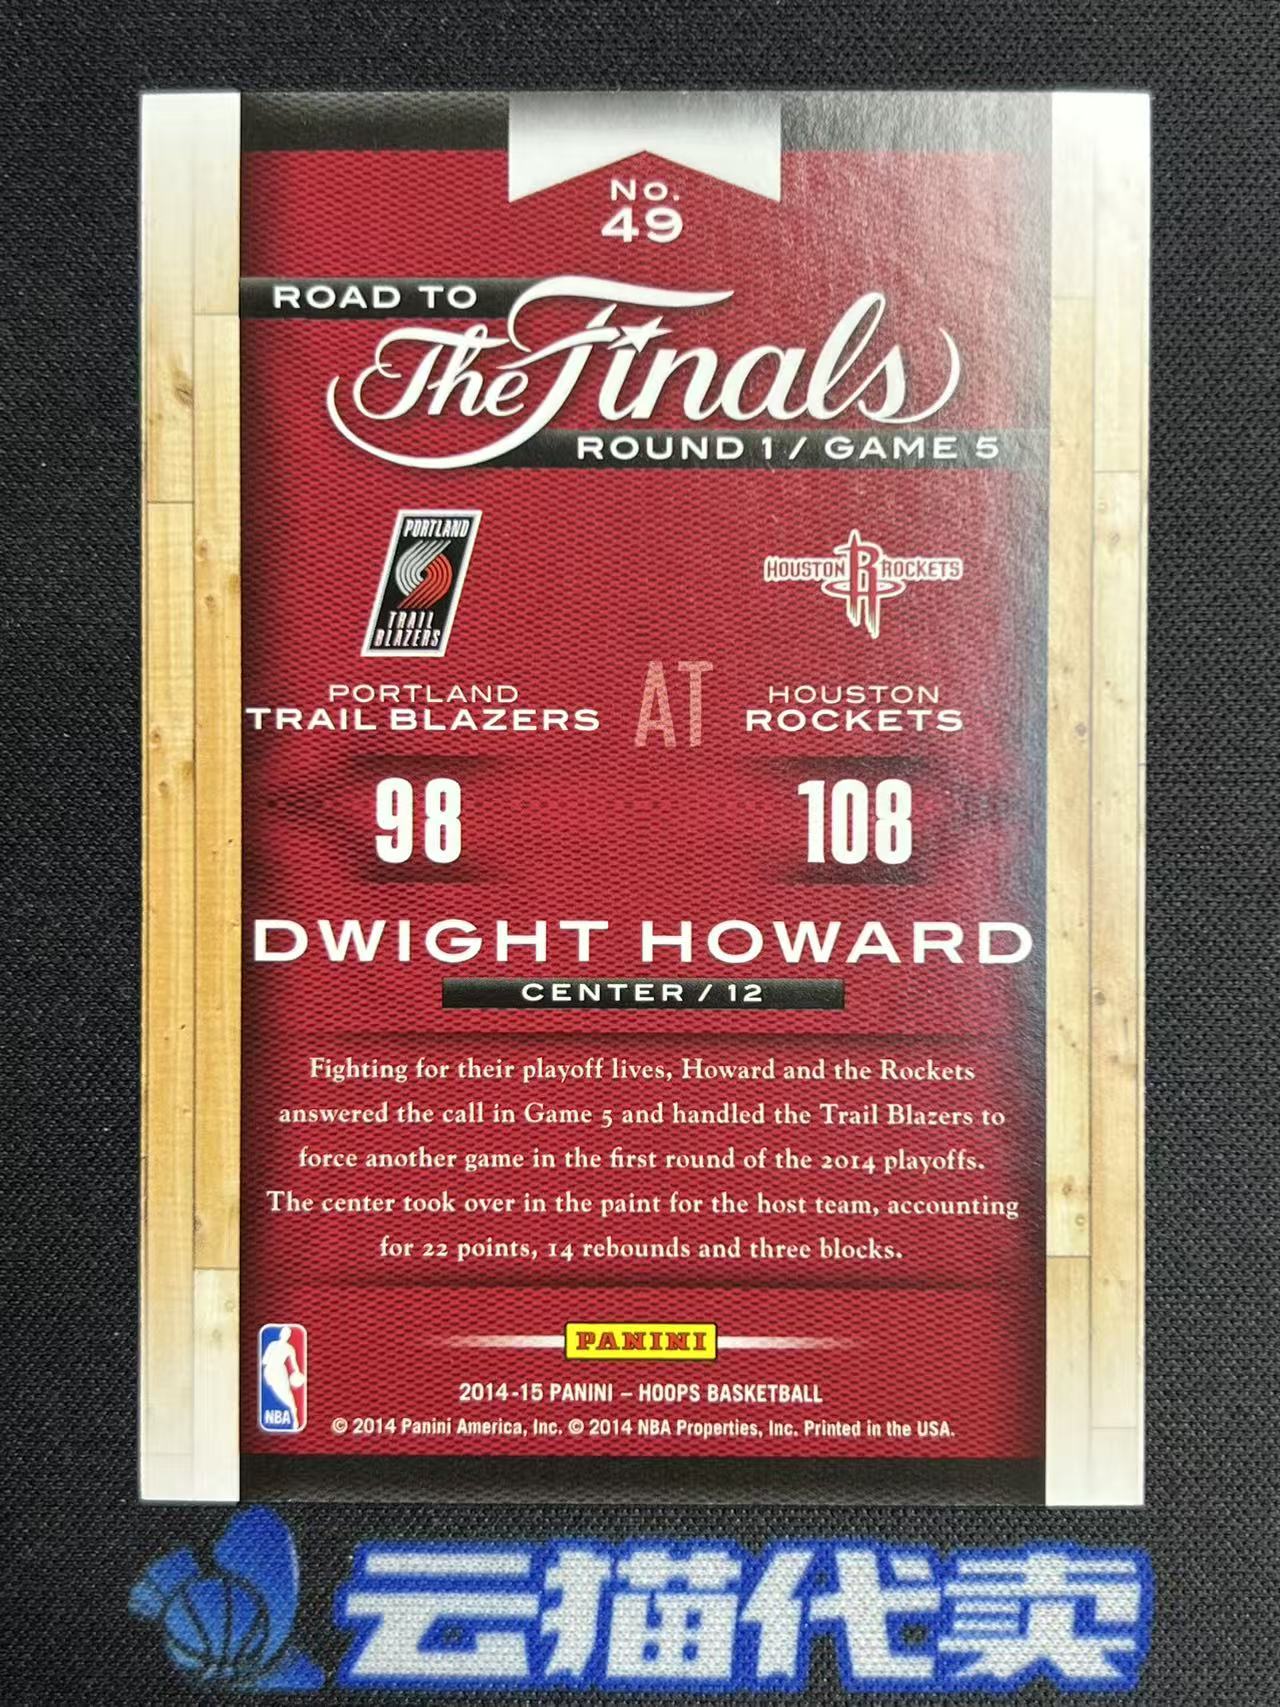 No.
49
ROAD TO
The Finals
ROUND 1 / GAME 5
PORTLAND
TRAIL
BLAZERS
HOUSTON R ROCKETS
PORTLAND
TRAIL BLAZERS
AT
HOUSTON
ROCKETS
98
108
DWIGHT HOWARD
CENTER / 12
Fighting for their playoff lives, Howard and the Rockets
answered the call in Game 5 and handled the Trail Blazers to
force another game in the first round of the 2014 playoffs.
The center took over in the paint for the host team, accounting
for 22 points, 14 rebounds and three blocks.
PANINI
NBA
2014-15 PANINI – HOOPS BASKETBALL
© 2014 Panini America, Inc. © 2014 NBA Properties, Inc. Printed in the USA.
云猫代卖